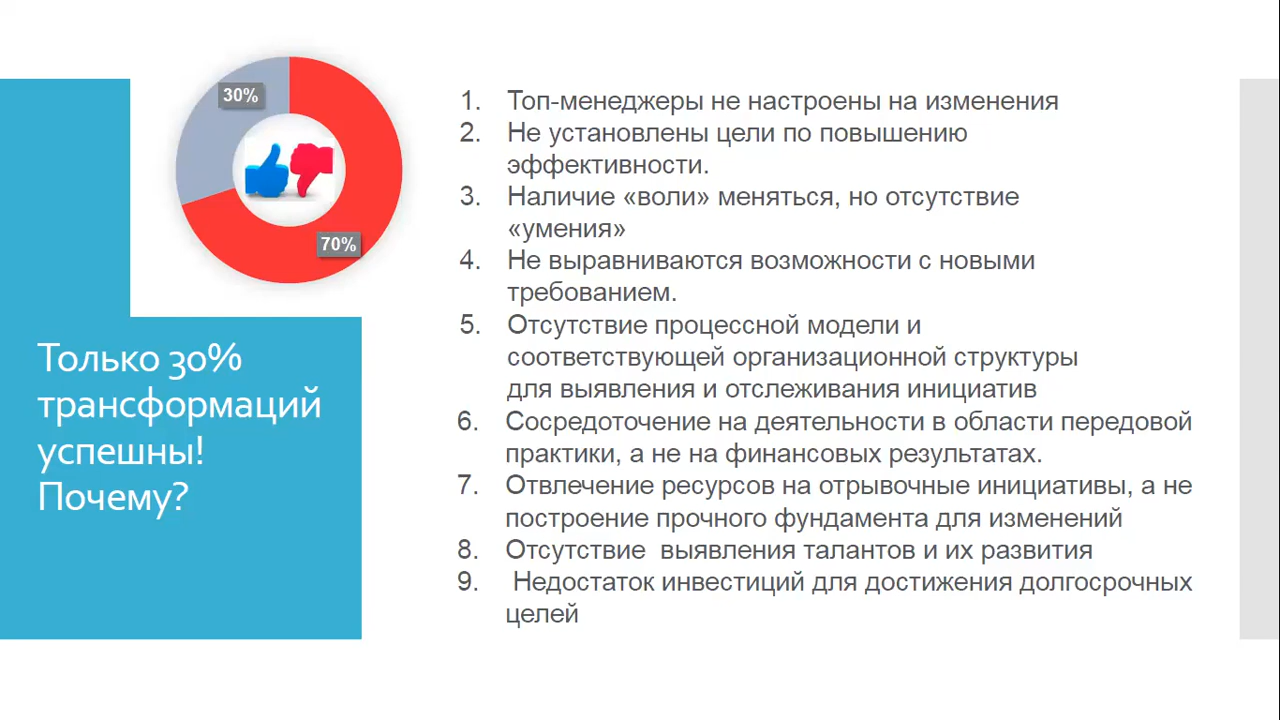 30%
70%
Только 30%
трансформаций
успешны!
Почему?
1. Топ-менеджеры не настроены на изменения
2. Не установлены цели по повышению
эффективности.
3. Наличие «воли» меняться, но отсутствие
«умения»
4. Не выравниваются возможности с новыми
требованием.
5. Отсутствие процессной модели и
соответствующей организационной структуры
для выявления и отслеживания инициатив
6. Сосредоточение на деятельности в области передовой
практики, а не на финансовых результатах.
7. Отвлечение ресурсов на отрывочные инициативы, а не
построение прочного фундамента для изменений
8. Отсутствие  выявления талантов и их развития
9. Недостаток инвестиций для достижения долгосрочных
целей